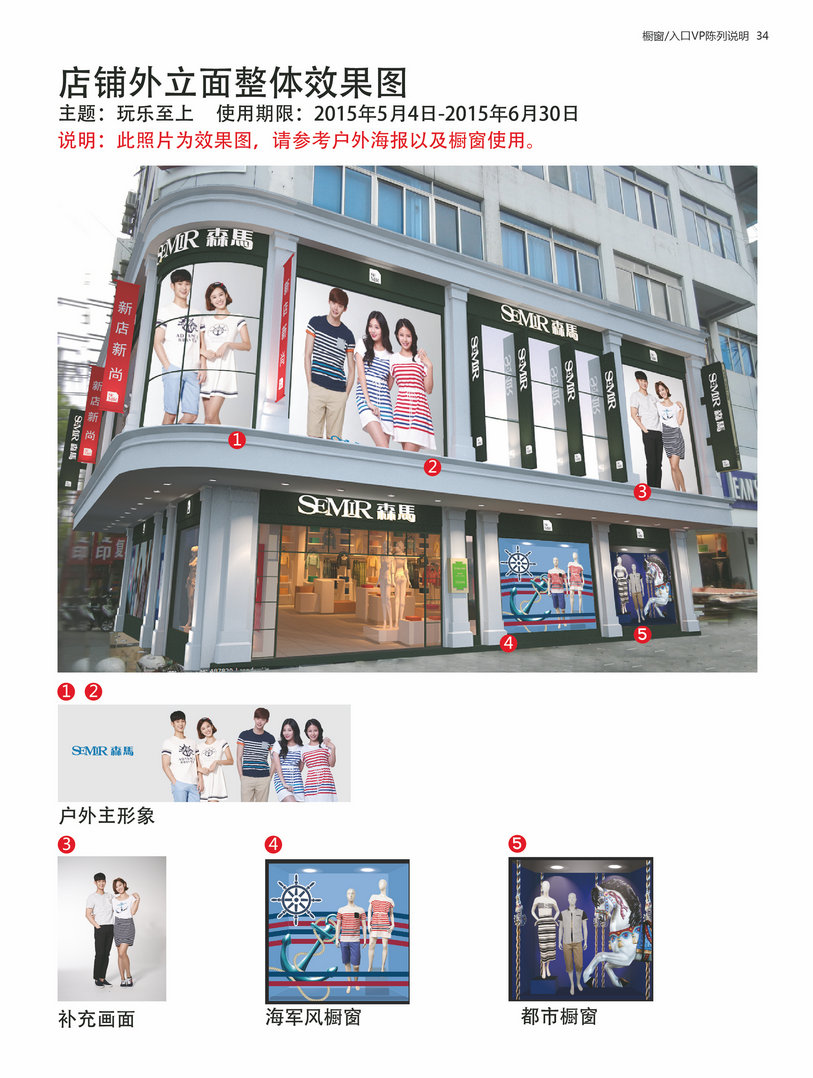 橱窗/入口VP陈列说明 34
店铺外立面整体效果图
主题：玩乐至上 使用期限：2015年5月4日-2015年6月30日
说明：此照片为效果图，请参考户外海报以及橱窗使用。
SEMIR 森馬
新店新尚
SEMIR 森馬
SEMIR
SEMIR
SEMIR
SEMIR
SEMIR 森馬
新店新尚
SEMIR 森馬
JEANS
1
2
3
SEMIR 森馬
印印复
4
5
1 2
SEMIR 森馬
户外主形象
3
4
5
补充画面
海军风橱窗
都市橱窗